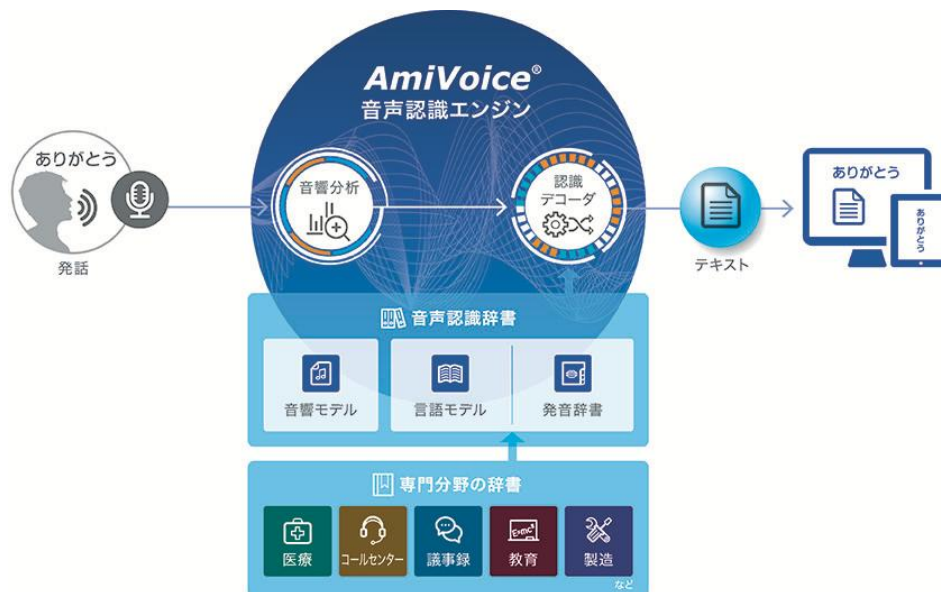 AmiVoice®
音声認識エンジン
ありがとう
発話
音響分析
認識
デコーダ
テキスト
ありがとう
ありがとう
音声認識辞書
音響モデル
言語モデル
発音辞書
専門分野の辞書
医療
コールセンター
議事録
E=mc²
教育
製造
など